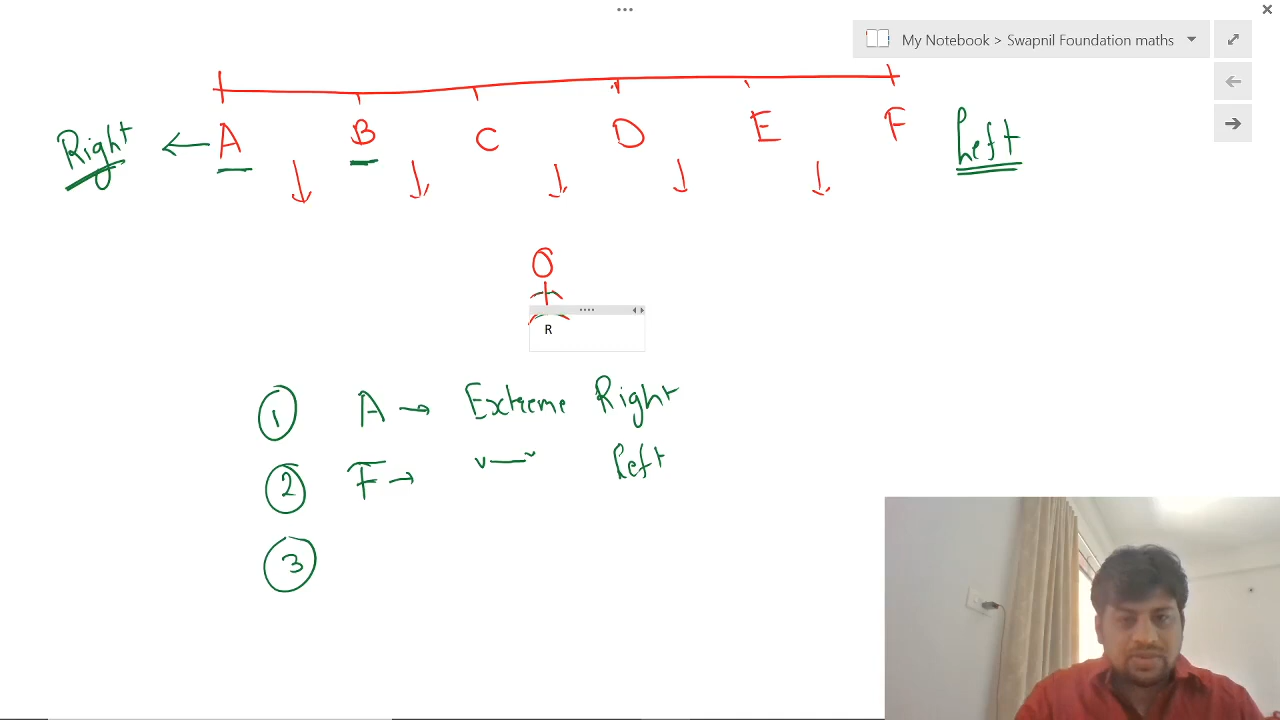 My Notebook > Swapnil Foundation maths
Right ← A B C D E F Left
R
1 A → Extreme Right
2 F → Left
3